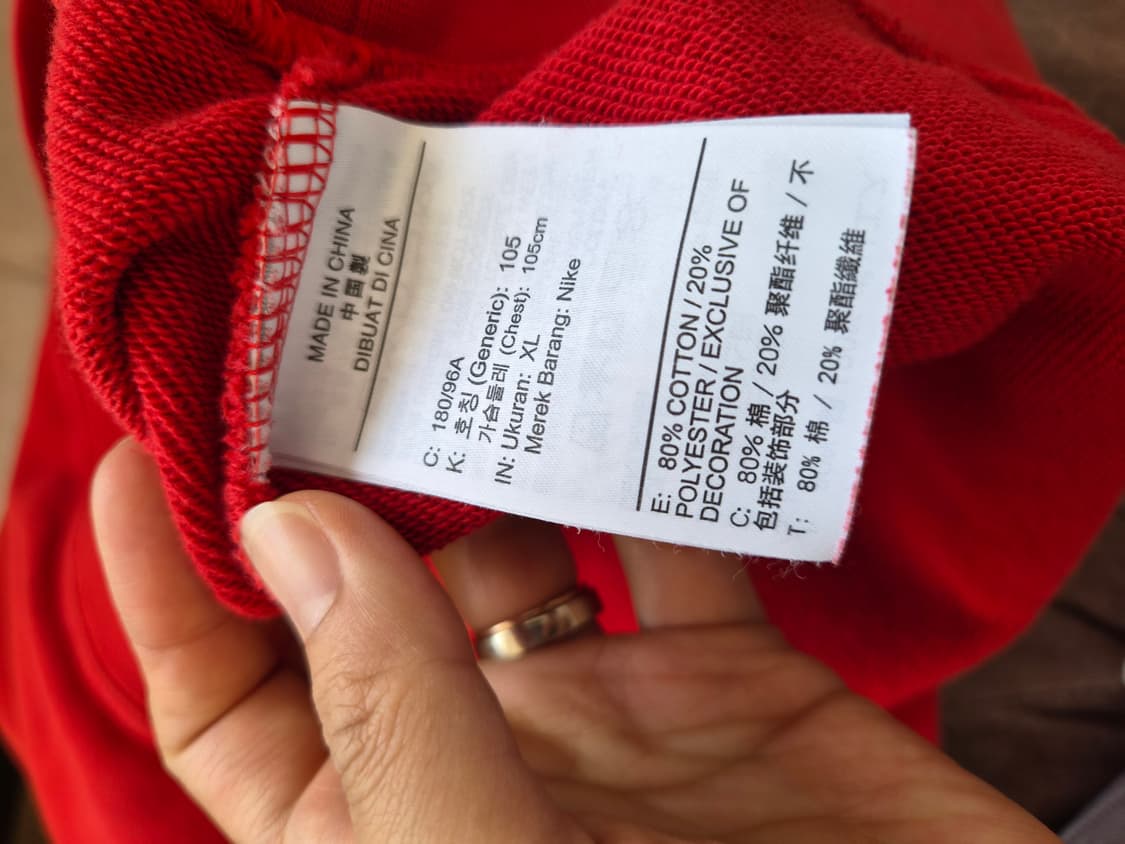 MADE IN CHINA
中国製
DIBUAT DI CINA
C: 180/96A
K: 호칭 (Generic): 105
가슴둘레 (Chest): 105cm
IN: Ukuran: XL
Merek Barang: Nike
E: 80% COTTON / 20%
POLYESTER / EXCLUSIVE OF
DECORATION
C: 80% 棉 / 20% 聚酯纤维 / 不
包括装饰部分
T: 80% 棉 / 20% 聚酯纖維